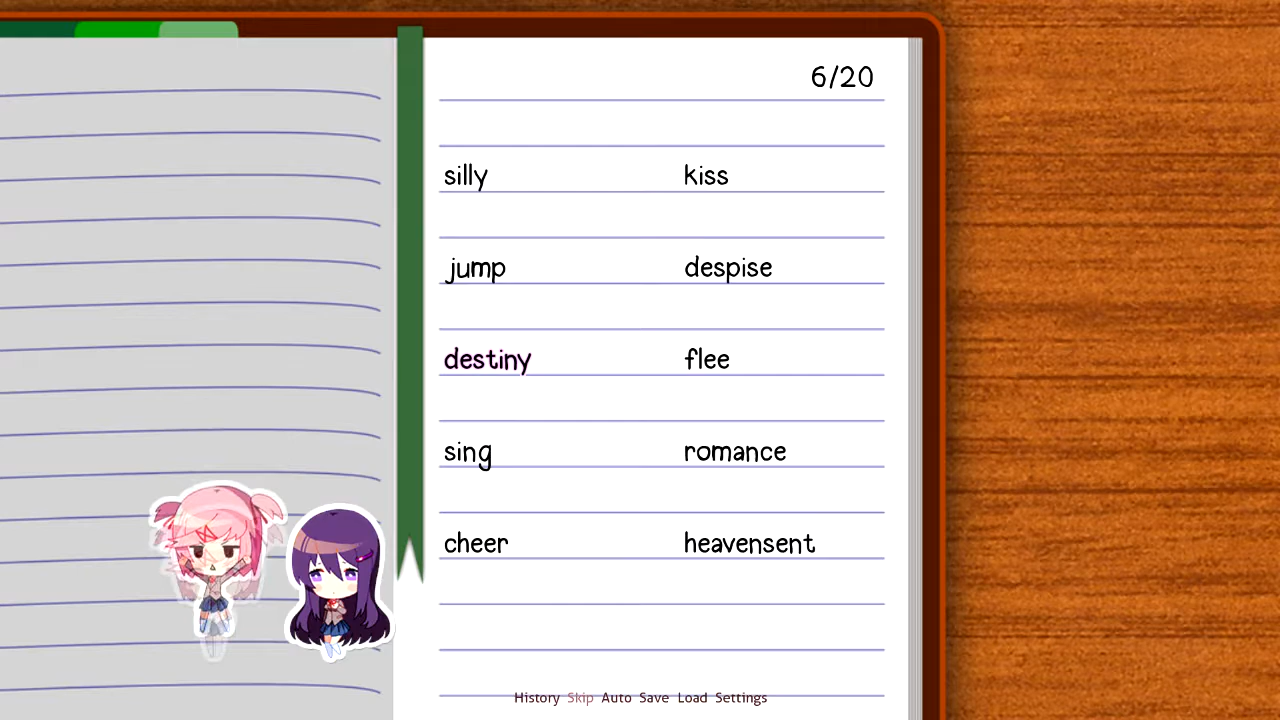 6/20
silly kiss
jump despise
destiny flee
sing romance
cheer heavensent
History Skip Auto Save Load Settings